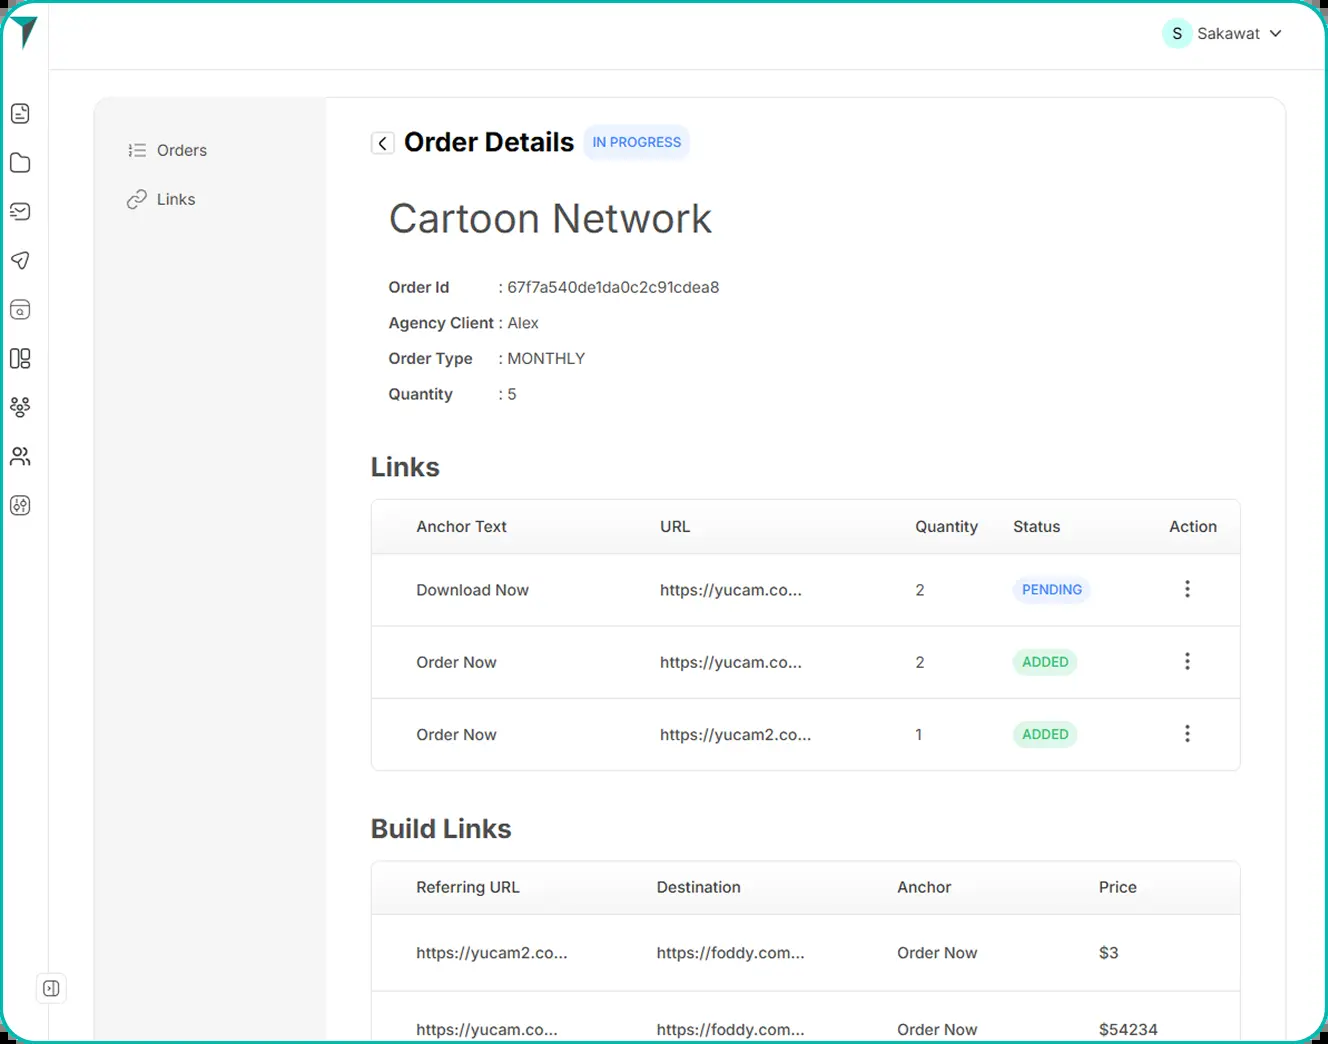 S Sakawat
Orders
Links
Order Details IN PROGRESS
Cartoon Network
Order Id : 67f7a540de1da0c2c91cdea8
Agency Client : Alex
Order Type : MONTHLY
Quantity : 5
Links
Anchor Text URL Quantity Status Action
Download Now https://yucam.co... 2 PENDING
Order Now https://yucam.co... 2 ADDED
Order Now https://yucam2.co... 1 ADDED
Build Links
Referring URL Destination Anchor Price
https://yucam2.co... https://foddy.com... Order Now $3
https://yucam.co... https://foddy.com... Order Now $54234